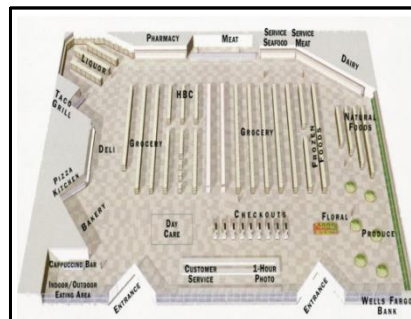 PHARMACY
MEAT
SERVICE
SEAFOOD
SERVICE
MEAT
DAIRY
LIQUOR
TACO
GRILL
HBC
NATURAL
FOODS
DELI
GROCERY
GROCERY
FROZEN
FOODS
PIZZA
KITCHEN
BAKERY
DAY
CARE
CHECKOUTS
FLORAL
PRODUCE
CAPPUCCINO BAR
INDOOR/OUTDOOR
EATING AREA
ENTRANCE
CUSTOMER
SERVICE
1-HOUR
PHOTO
ENTRANCE
WELLS FARGO
BANK